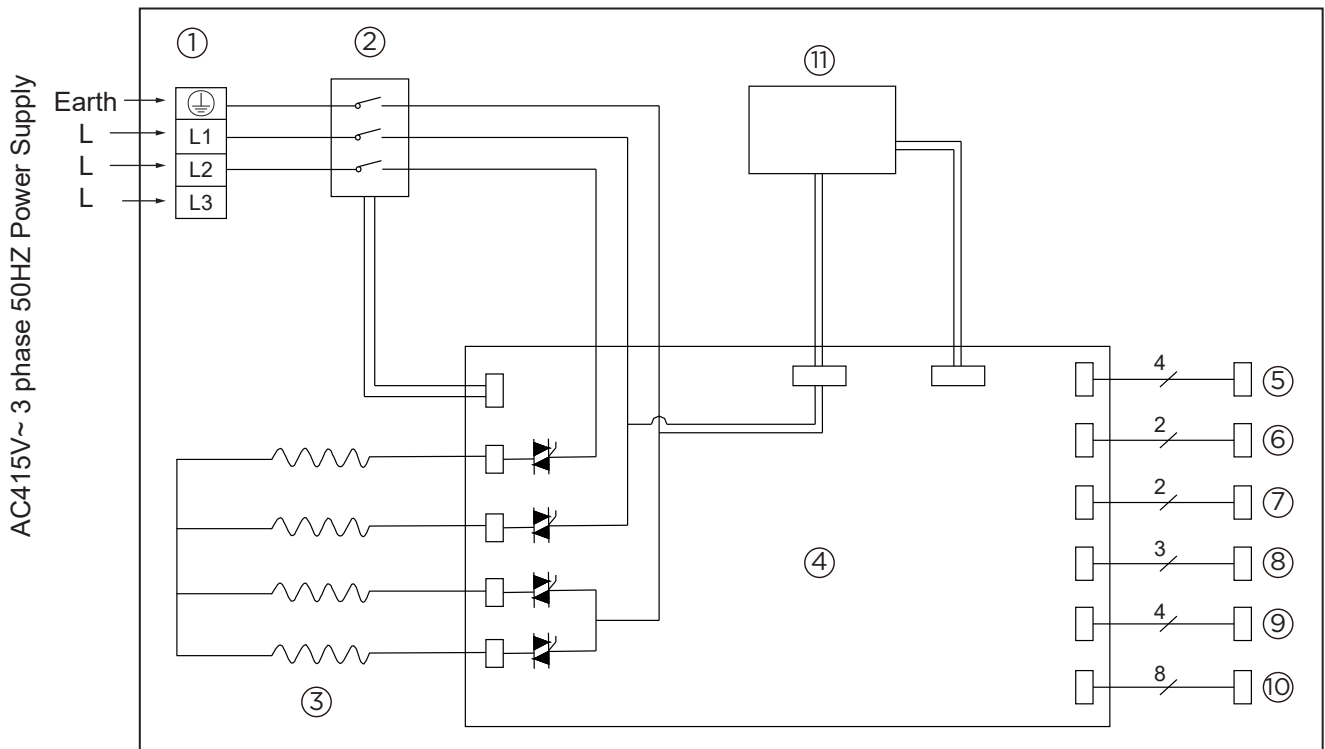 AC415V~ 3 phase 50HZ Power Supply
① ②
⑪
Earth
L L1
L L2
L L3
4 ⑤
2 ⑥
2 ⑦
④ 3 ⑧
4 ⑨
8 ⑩
③